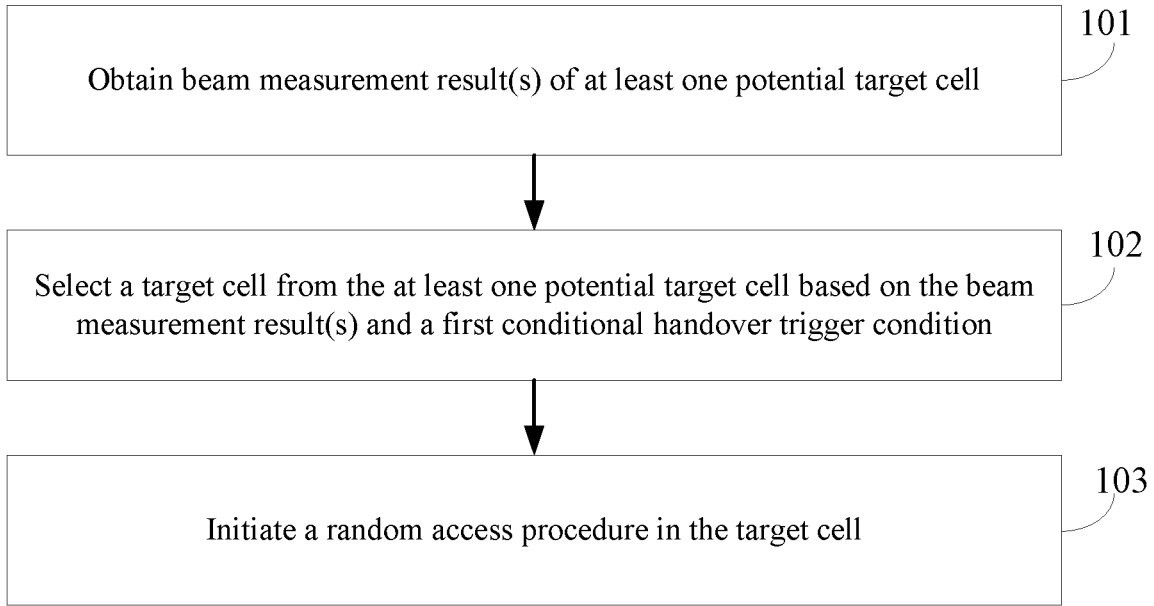 101
Obtain beam measurement result(s) of at least one potential target cell
102
Select a target cell from the at least one potential target cell based on the beam
measurement result(s) and a first conditional handover trigger condition
103
Initiate a random access procedure in the target cell